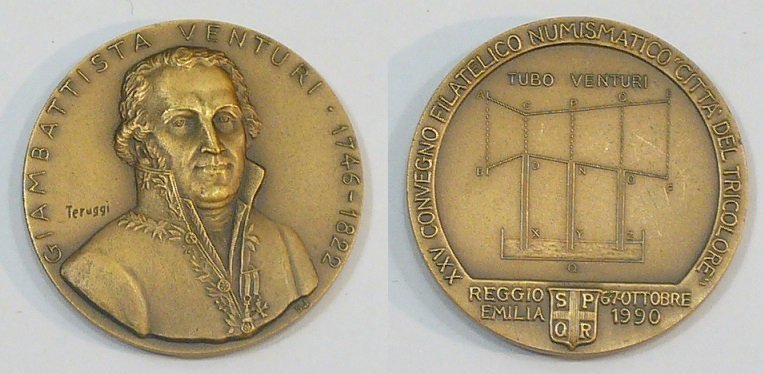 GIAMBATTISTA VENTURI · 1746-1822
Teruggi
XXV CONVEGNO FILATELICO NUMISMATICO "CITTA' DEL TRICOLORE"
TUBO VENTURI
A C P G E
B D N O F
X Y Z
Q
REGGIO EMILIA
S P Q R
6-7-OTTOBRE 1990